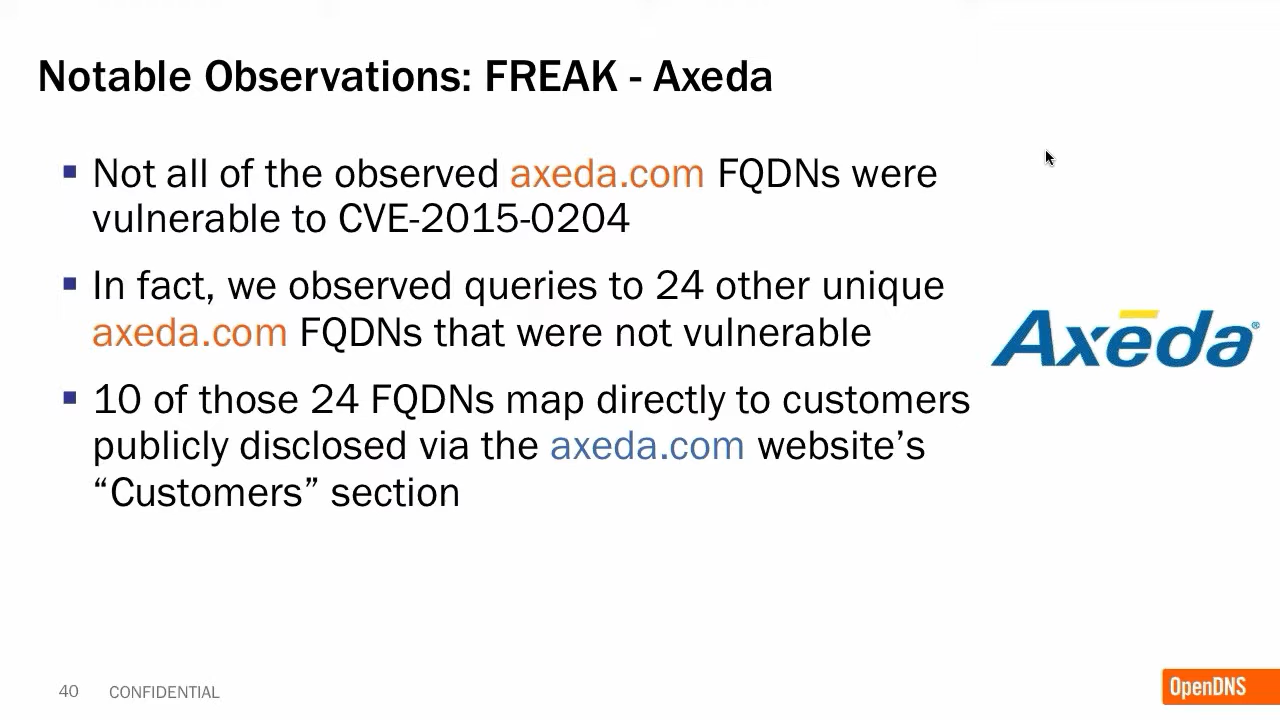 Notable Observations: FREAK - Axeda
Not all of the observed axeda.com FQDNs were
vulnerable to CVE-2015-0204
In fact, we observed queries to 24 other unique
axeda.com FQDNs that were not vulnerable
10 of those 24 FQDNs map directly to customers
publicly disclosed via the axeda.com website’s
“Customers” section
Axēda®
40 CONFIDENTIAL
OpenDNS